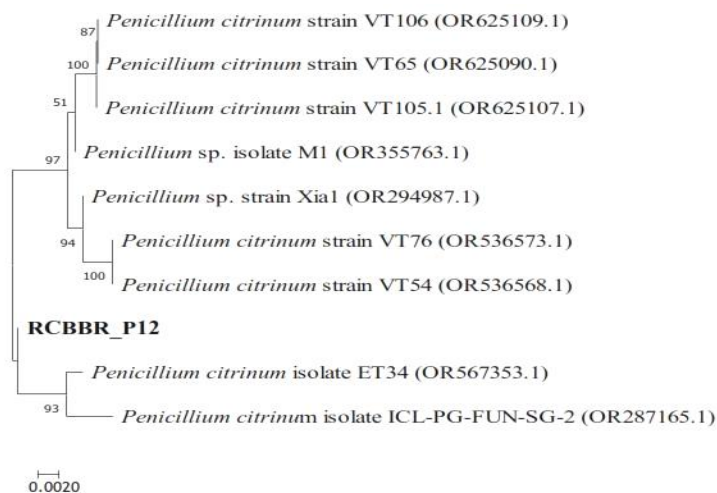 87
Penicillium citrinum strain VT106 (OR625109.1)
100
Penicillium citrinum strain VT65 (OR625090.1)
51
Penicillium citrinum strain VT105.1 (OR625107.1)
97
Penicillium sp. isolate M1 (OR355763.1)
Penicillium sp. strain Xia1 (OR294987.1)
94
Penicillium citrinum strain VT76 (OR536573.1)
100
Penicillium citrinum strain VT54 (OR536568.1)
RCBBR_P12
Penicillium citrinum isolate ET34 (OR567353.1)
93
Penicillium citrinum isolate ICL-PG-FUN-SG-2 (OR287165.1)
0.0020